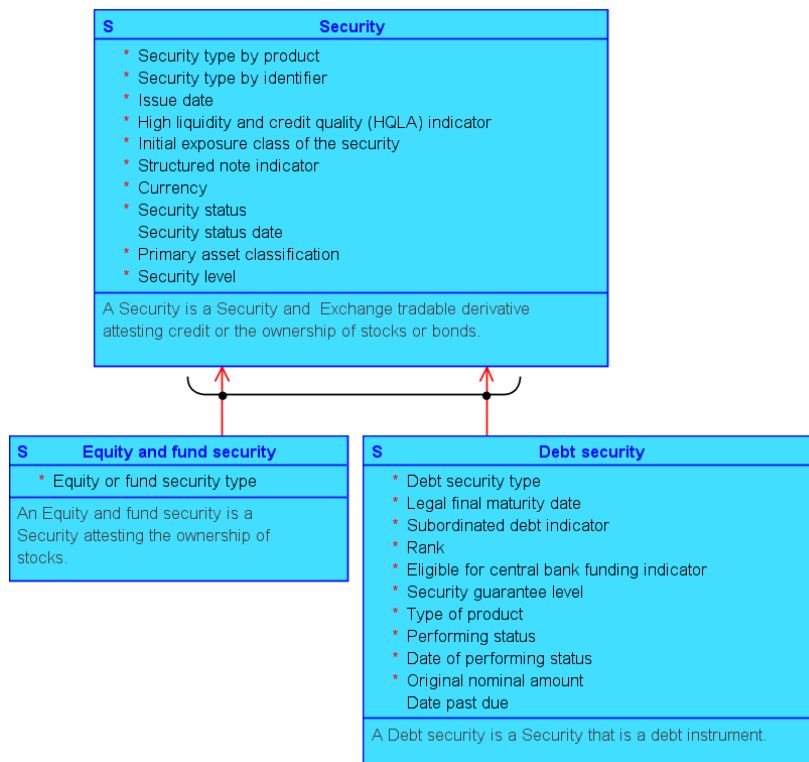 S Security
* Security type by product
* Security type by identifier
* Issue date
* High liquidity and credit quality (HQLA) indicator
* Initial exposure class of the security
* Structured note indicator
* Currency
* Security status
Security status date
* Primary asset classification
* Security level
A Security is a Security and  Exchange tradable derivative
attesting credit or the ownership of stocks or bonds.
S Equity and fund security
* Equity or fund security type
An Equity and fund security is a
Security attesting the ownership of
stocks.
S Debt security
* Debt security type
* Legal final maturity date
* Subordinated debt indicator
* Rank
* Eligible for central bank funding indicator
* Security guarantee level
* Type of product
* Performing status
* Date of performing status
* Original nominal amount
Date past due
A Debt security is a Security that is a debt instrument.